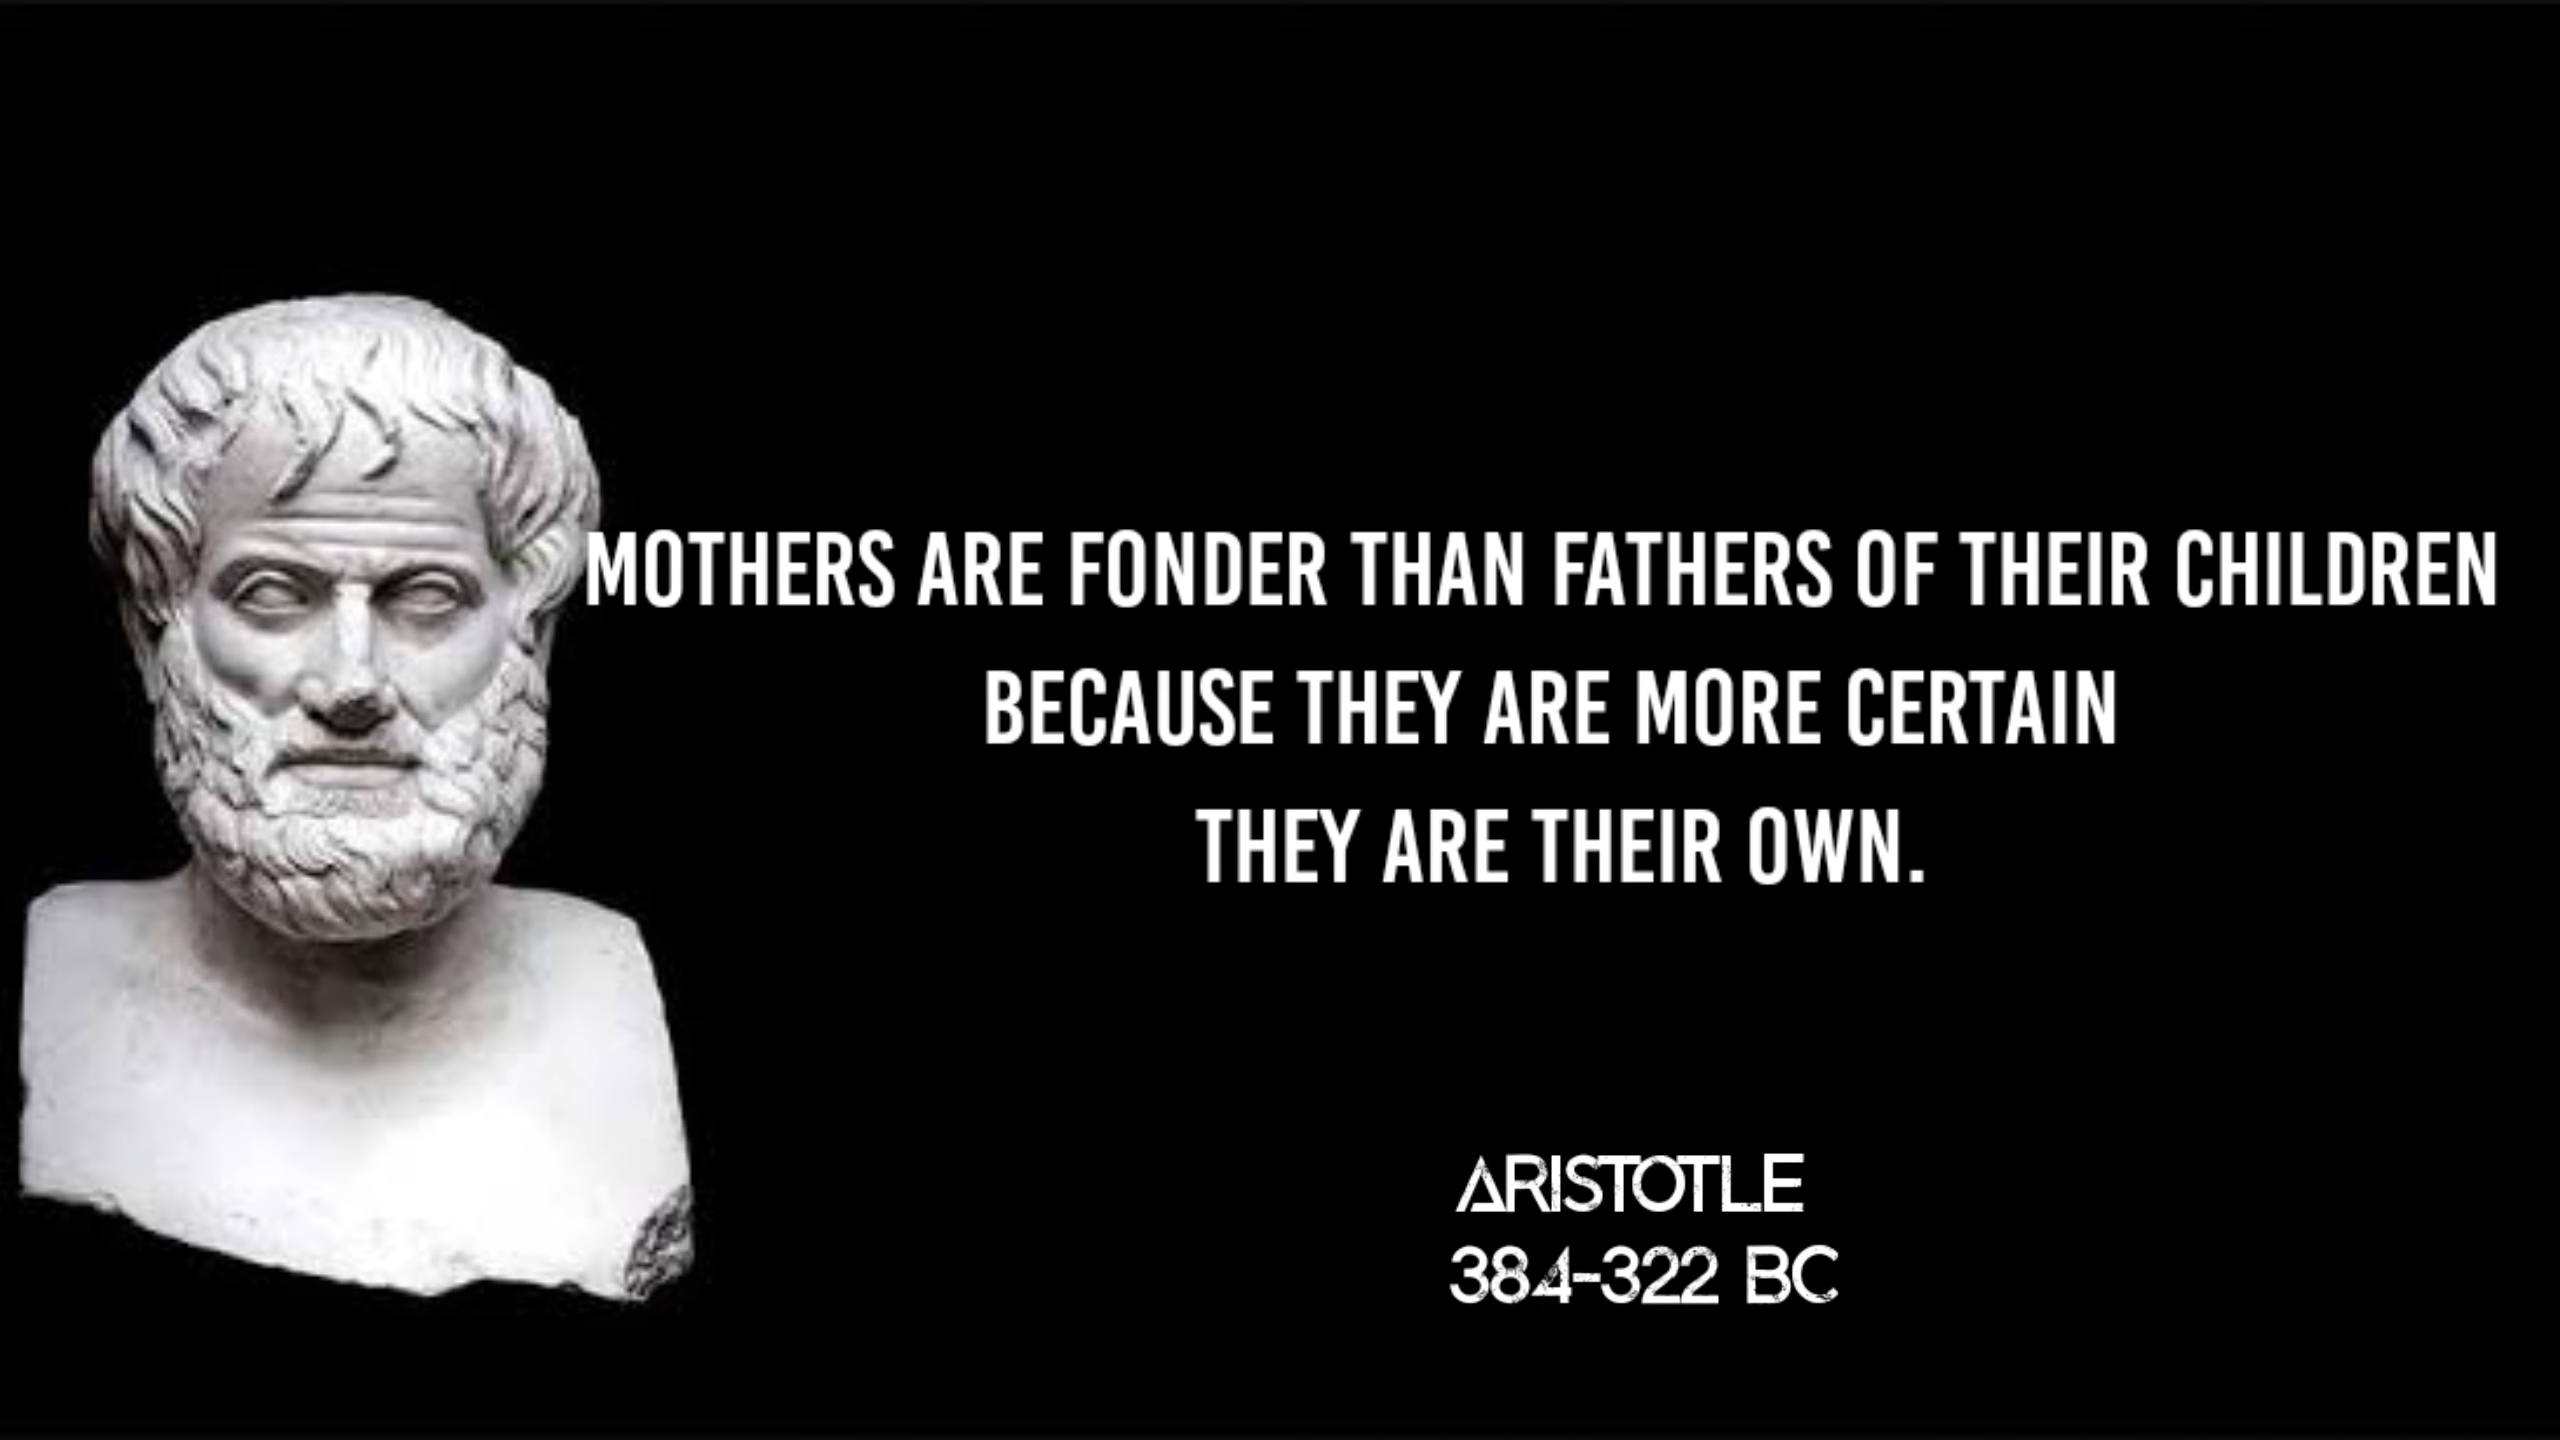 MOTHERS ARE FONDER THAN FATHERS OF THEIR CHILDREN
BECAUSE THEY ARE MORE CERTAIN
THEY ARE THEIR OWN.
ARISTOTLE
384-322 BC